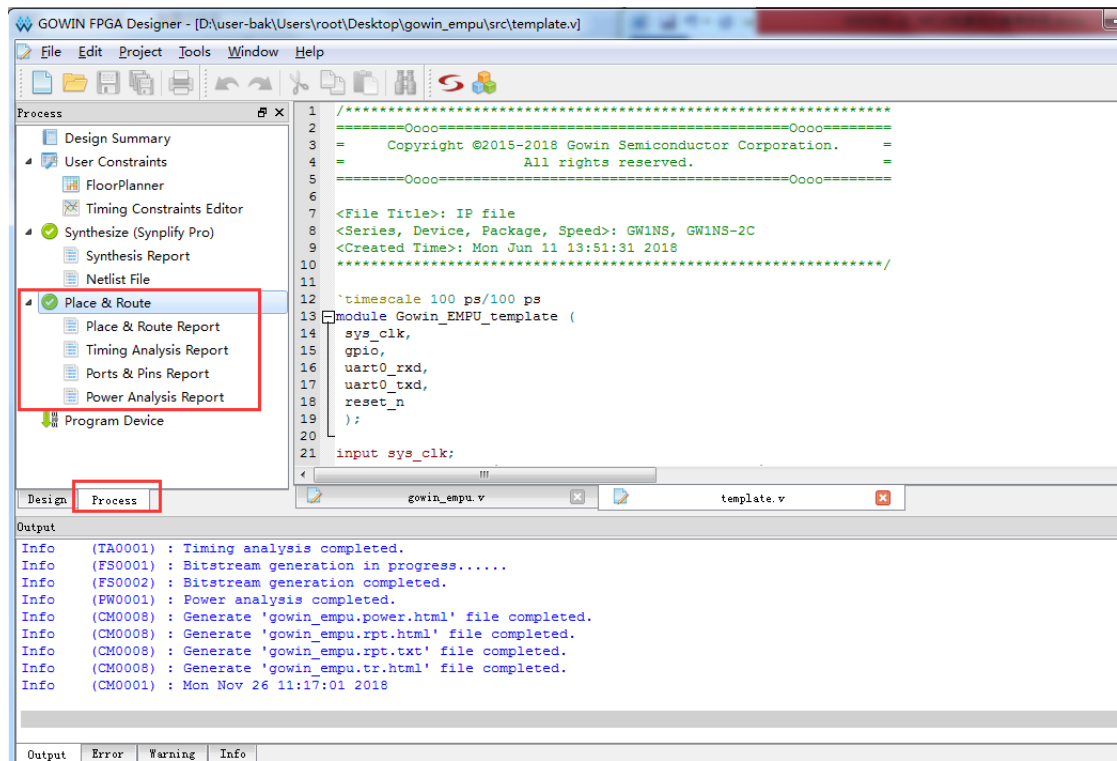 GOWIN FPGA Designer - [D:\user-bak\Users\root\Desktop\gowin_empu\src\template.v]
File Edit Project Tools Window Help
Process
Design Summary
User Constraints
FloorPlanner
Timing Constraints Editor
Synthesize (Synplify Pro)
Synthesis Report
Netlist File
Place & Route
Place & Route Report
Timing Analysis Report
Ports & Pins Report
Power Analysis Report
Program Device
Design Process
1 /****************************************************************
2 ========Oooo=========================================Oooo========
3 =     Copyright ©2015-2018 Gowin Semiconductor Corporation.     =
4 =                     All rights reserved.                      =
5 ========Oooo=========================================Oooo========
6
7 <File Title>: IP file
8 <Series, Device, Package, Speed>: GW1NS, GW1NS-2C
9 <Created Time>: Mon Jun 11 13:51:31 2018
10 ****************************************************************/
11
12 `timescale 100 ps/100 ps
13 module Gowin_EMPU_template (
14 sys_clk,
15 gpio,
16 uart0_rxd,
17 uart0_txd,
18 reset_n
19 );
20
21 input sys_clk;
gowin_empu.v template.v
Output
Info (TA0001) : Timing analysis completed.
Info (FS0001) : Bitstream generation in progress......
Info (FS0002) : Bitstream generation completed.
Info (PW0001) : Power analysis completed.
Info (CM0008) : Generate 'gowin_empu.power.html' file completed.
Info (CM0008) : Generate 'gowin_empu.rpt.html' file completed.
Info (CM0008) : Generate 'gowin_empu.rpt.txt' file completed.
Info (CM0008) : Generate 'gowin_empu.tr.html' file completed.
Info (CM0001) : Mon Nov 26 11:17:01 2018
Output Error Warning Info